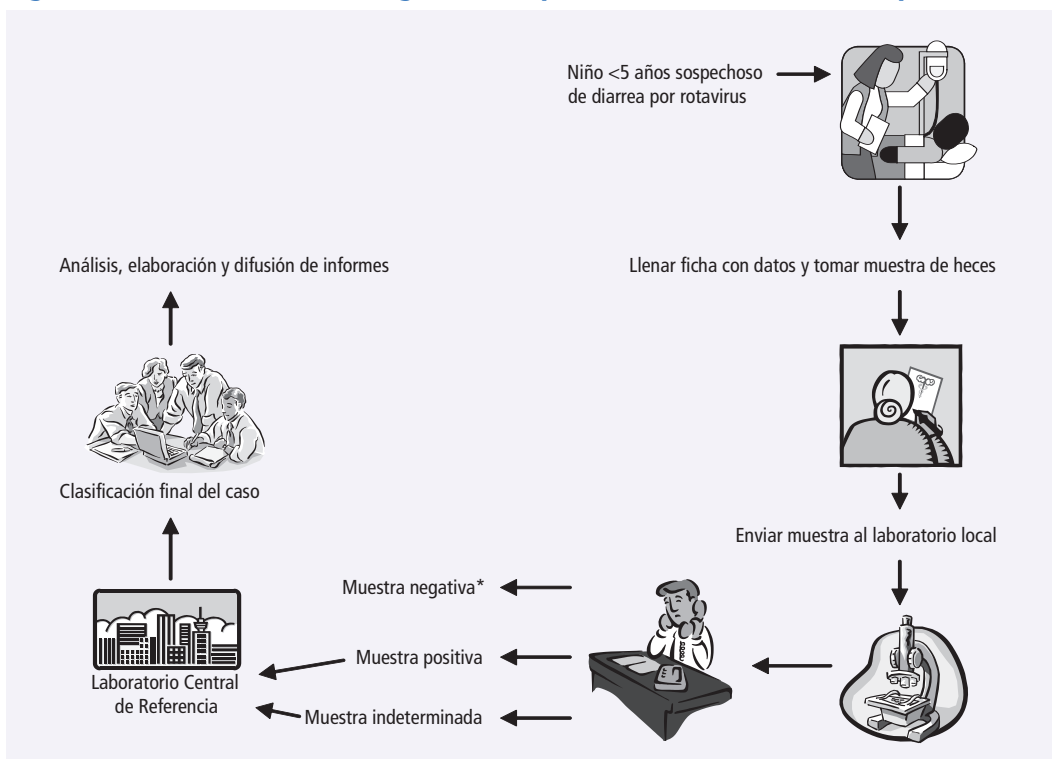 Niño <5 años sospechoso
de diarrea por rotavirus
Llenar ficha con datos y tomar muestra de heces
Enviar muestra al laboratorio local
Muestra negativa*
Muestra positiva
Muestra indeterminada
Laboratorio Central
de Referencia
Clasificación final del caso
Análisis, elaboración y difusión de informes